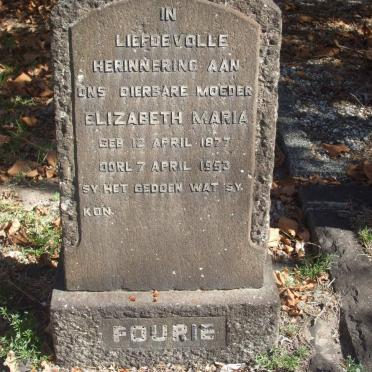 IN
LIEFDEVOLLE
HERINNERING AAN
ONS DIERBARE MOEDER
ELIZABETH MARIA
GEB 12 APRIL 1877
OORL 7 APRIL 1953
SY HET GEDOEN WAT SY
KON.
FOURIE